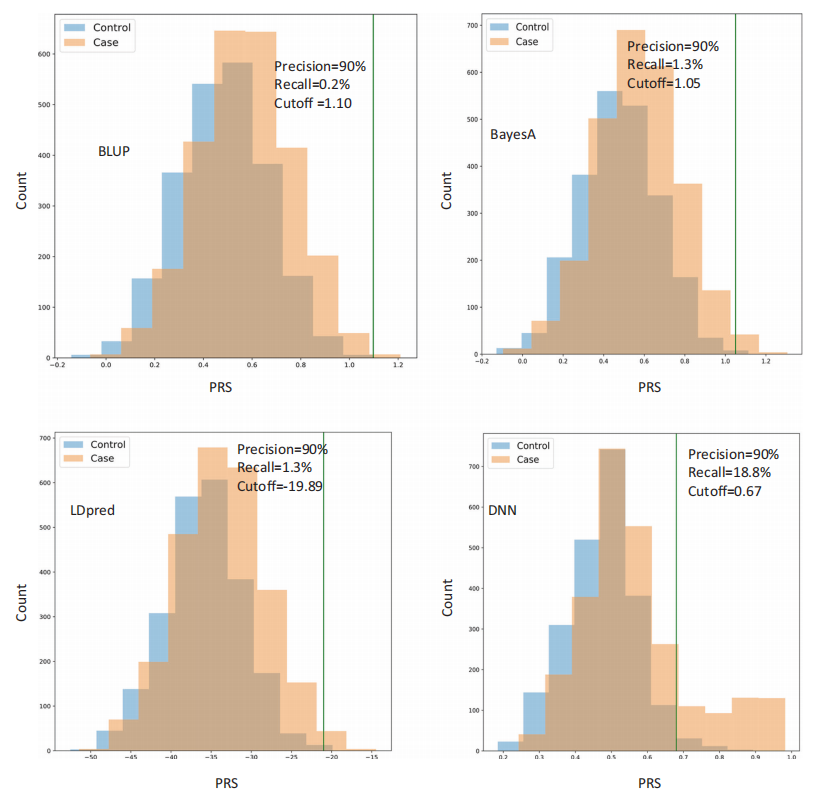 Control
Case
Precision=90%
Recall=0.2%
Cutoff =1.10
BLUP
Count
600
500
400
300
200
100
0
−0.2 0.0 0.2 0.4 0.6 0.8 1.0 1.2
PRS
Control
Case
Precision=90%
Recall=1.3%
Cutoff=1.05
BayesA
Count
700
600
500
400
300
200
100
0
−0.2 0.0 0.2 0.4 0.6 0.8 1.0 1.2
PRS
Control
Case
Precision=90%
Recall=1.3%
Cutoff=-19.89
LDpred
Count
700
600
500
400
300
200
100
0
−50 −45 −40 −35 −30 −25 −20 −15
PRS
Control
Case
Precision=90%
Recall=18.8%
Cutoff=0.67
DNN
Count
700
600
500
400
300
200
100
0
0.2 0.3 0.4 0.5 0.6 0.7 0.8 0.9 1.0
PRS